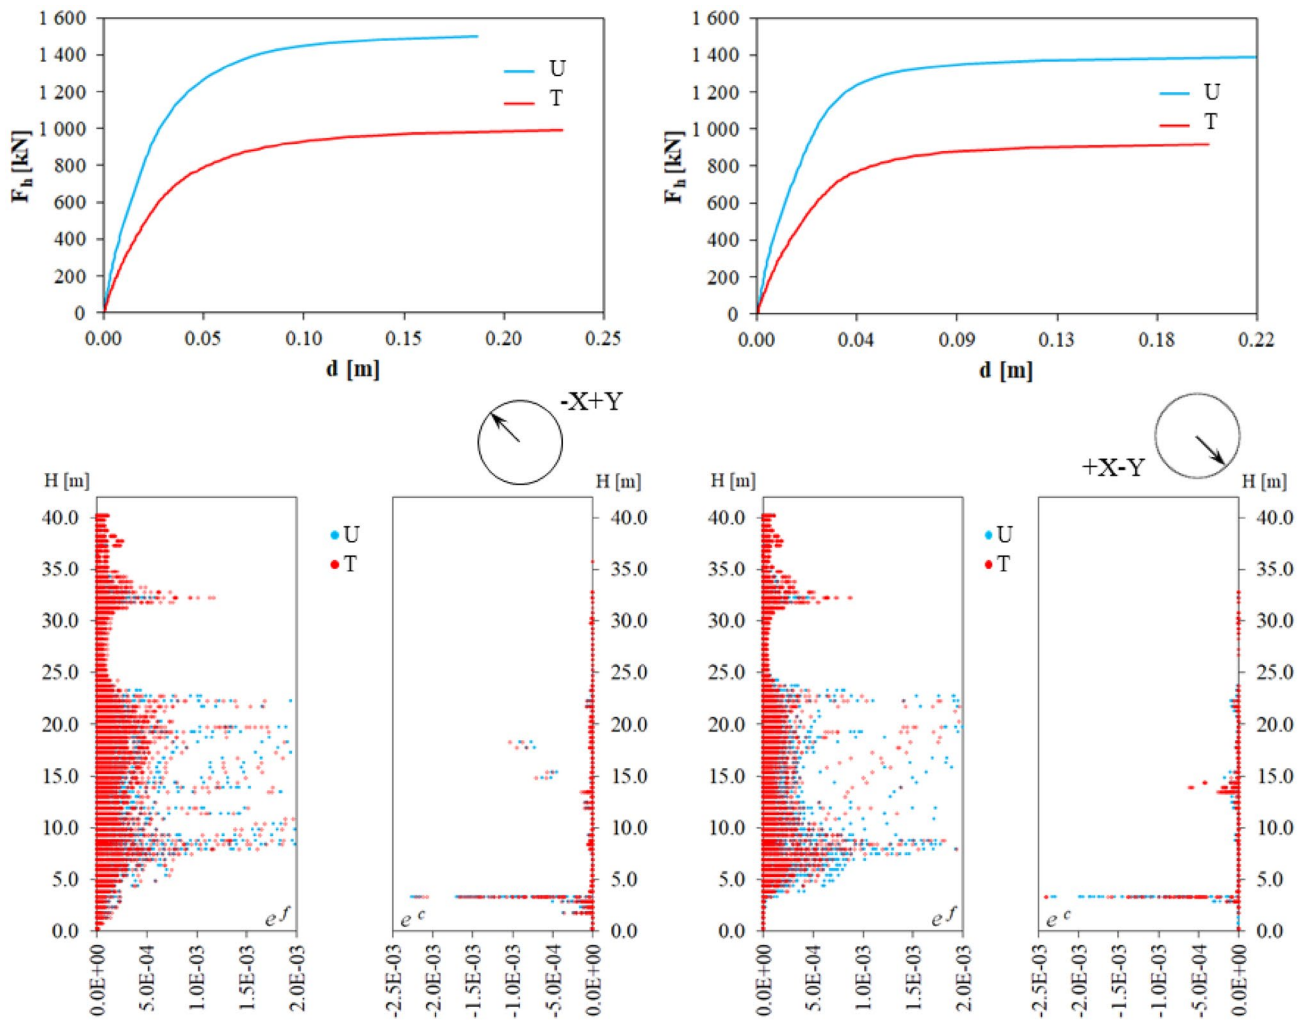 1 600
1 400
1 200
1 000
800
600
400
200
0
F_h [kN]
U
T
0.00 0.05 0.10 0.15 0.20 0.25
d [m]
1 600
1 400
1 200
1 000
800
600
400
200
0
F_h [kN]
U
T
0.00 0.04 0.09 0.13 0.18 0.22
d [m]
-X+Y
+X-Y
H [m]
40.0
35.0
30.0
25.0
20.0
15.0
10.0
5.0
0.0
U
T
e^f
0.0E+00 5.0E-04 1.0E-03 2.0E-03
H [m]
40.0
35.0
30.0
25.0
20.0
15.0
10.0
5.0
0.0
e^c
-2.5E-03 -2.5E-03 -1.5E-03 -1.0E-03 -5.0E-04 0.0E+00
H [m]
40.0
35.0
30.0
25.0
20.0
15.0
10.0
5.0
0.0
U
T
e^f
0.0E+00 5.0E-04 1.0E-03 1.5E-03 2.0E-03
H [m]
40.0
35.0
30.0
25.0
20.0
15.0
10.0
5.0
0.0
e^c
-2.5E-03 -2.0E-03 -1.5E-03 -1.0E-03 -5.0E-04 0.0E+00